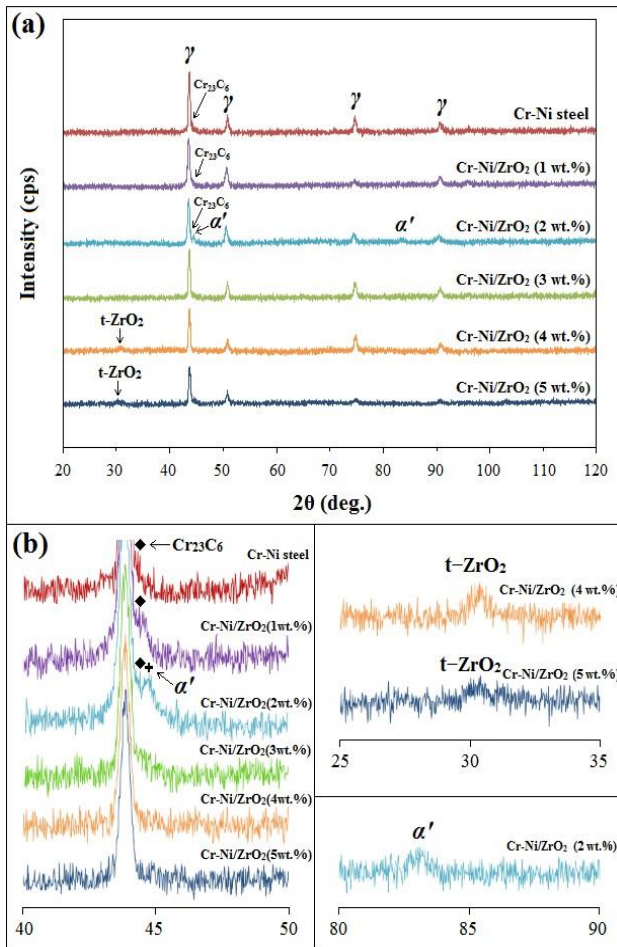 (a)
γ
Cr23C6
γ
γ
γ
Cr-Ni steel
Cr23C6
Cr-Ni/ZrO2 (1 wt.%)
Cr23C6
α′
α′
Cr-Ni/ZrO2 (2 wt.%)
Cr-Ni/ZrO2 (3 wt.%)
t-ZrO2
Cr-Ni/ZrO2 (4 wt.%)
t-ZrO2
Cr-Ni/ZrO2 (5 wt.%)
Intensity (cps)
20 30 40 50 60 70 80 90 100 110 120
2θ (deg.)
(b)
Cr23C6
Cr-Ni steel
Cr-Ni/ZrO2(1wt.%)
α′
Cr-Ni/ZrO2(2wt.%)
Cr-Ni/ZrO2(3wt.%)
Cr-Ni/ZrO2(4wt.%)
Cr-Ni/ZrO2(5wt.%)
40 45 50
t−ZrO2
Cr-Ni/ZrO2 (4 wt.%)
t−ZrO2
Cr-Ni/ZrO2 (5 wt.%)
25 30 35
α′
Cr-Ni/ZrO2 (2 wt.%)
80 85 90